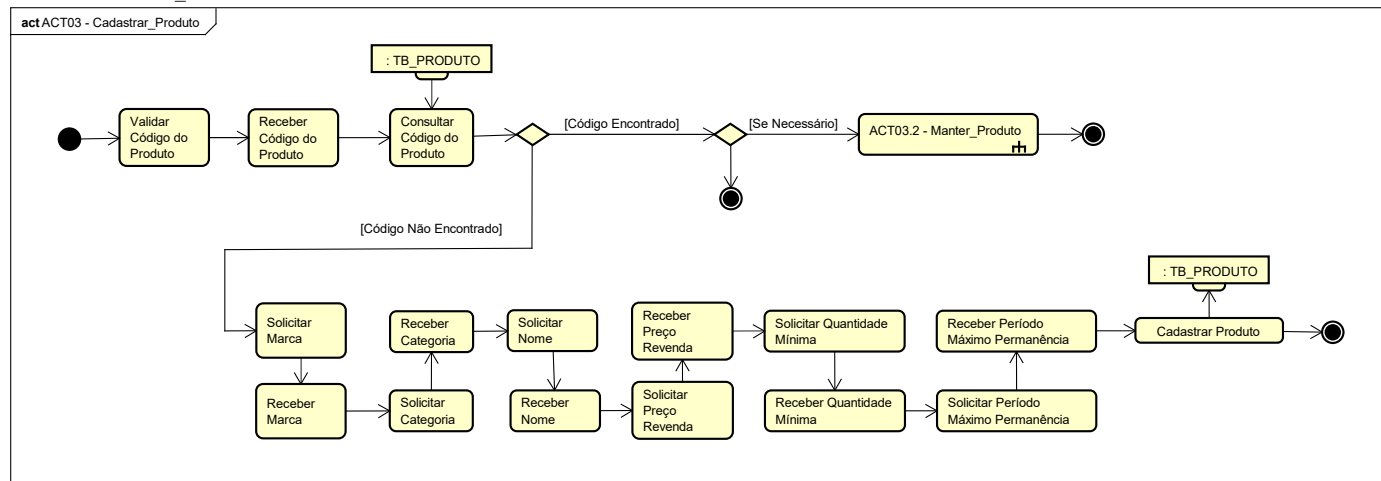 act ACT03 - Cadastrar_Produto
: TB_PRODUTO
Validar
Código do
Produto
Receber
Código do
Produto
Consultar
Código do
Produto
[Código Encontrado]
[Se Necessário]
ACT03.2 - Manter_Produto
[Código Não Encontrado]
: TB_PRODUTO
Solicitar
Marca
Receber
Marca
Solicitar
Categoria
Receber
Categoria
Solicitar
Nome
Receber
Nome
Solicitar
Preço
Revenda
Receber
Preço
Revenda
Solicitar Quantidade
Mínima
Receber Quantidade
Mínima
Solicitar Período
Máximo Permanência
Receber Período
Máximo Permanência
Cadastrar Produto